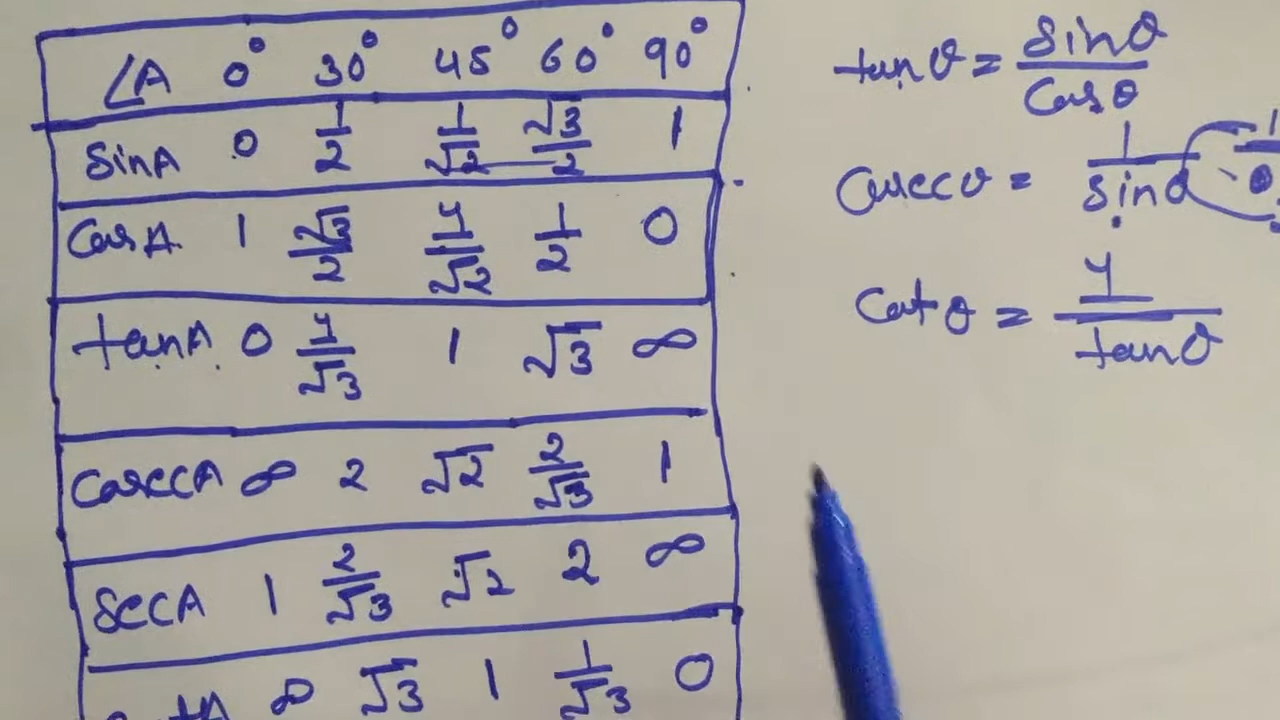 ∠A 0° 30° 45° 60° 90°
sinA 0 1/2 1/√2 √3/2 1
cosA 1 √3/2 1/√2 1/2 0
tanA 0 1/√3 1 √3 ∞
cosecA ∞ 2 √2 2/√3 1
secA 1 2/√3 √2 2 ∞
cotA ∞ √3 1 1/√3 0
tanθ = sinθ/cosθ
cosecθ = 1/sinθ
cotθ = 1/tanθ